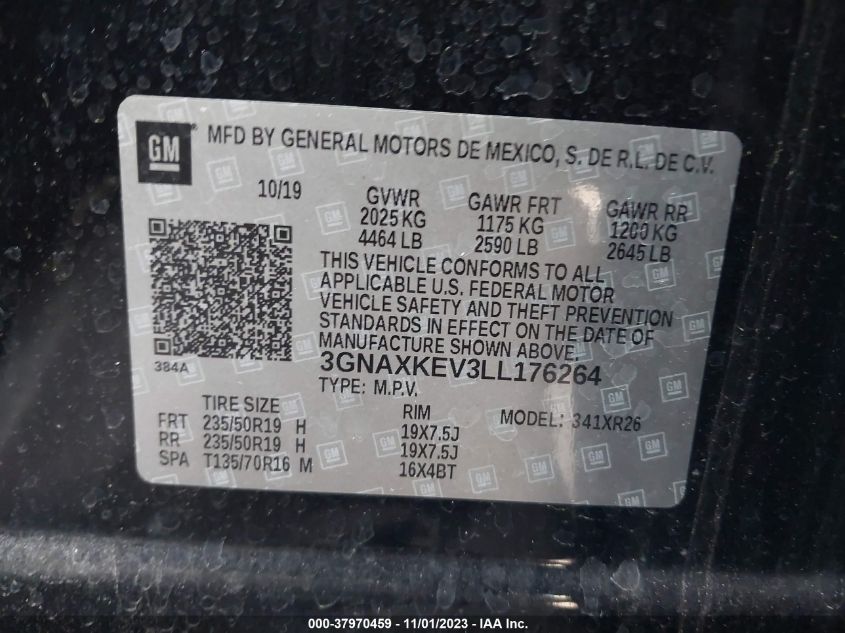 GM ® MFD BY GENERAL MOTORS DE MEXICO, S. DE R.L. DE C.V.
10/19 GVWR GAWR FRT GAWR RR
2025 KG 1175 KG 1200 KG
4464 LB 2590 LB 2645 LB
THIS VEHICLE CONFORMS TO ALL
APPLICABLE U.S. FEDERAL MOTOR
VEHICLE SAFETY AND THEFT PREVENTION
STANDARDS IN EFFECT ON THE DATE OF
MANUFACTURE SHOWN ABOVE.
384A 3GNAXKEV3LL176264
TYPE: M.P.V.
TIRE SIZE RIM MODEL: 341XR26
FRT 235/50R19 H 19X7.5J
RR 235/50R19 H 19X7.5J
SPA T135/70R16 M 16X4BT
000-37970459 - 11/01/2023 - IAA Inc.